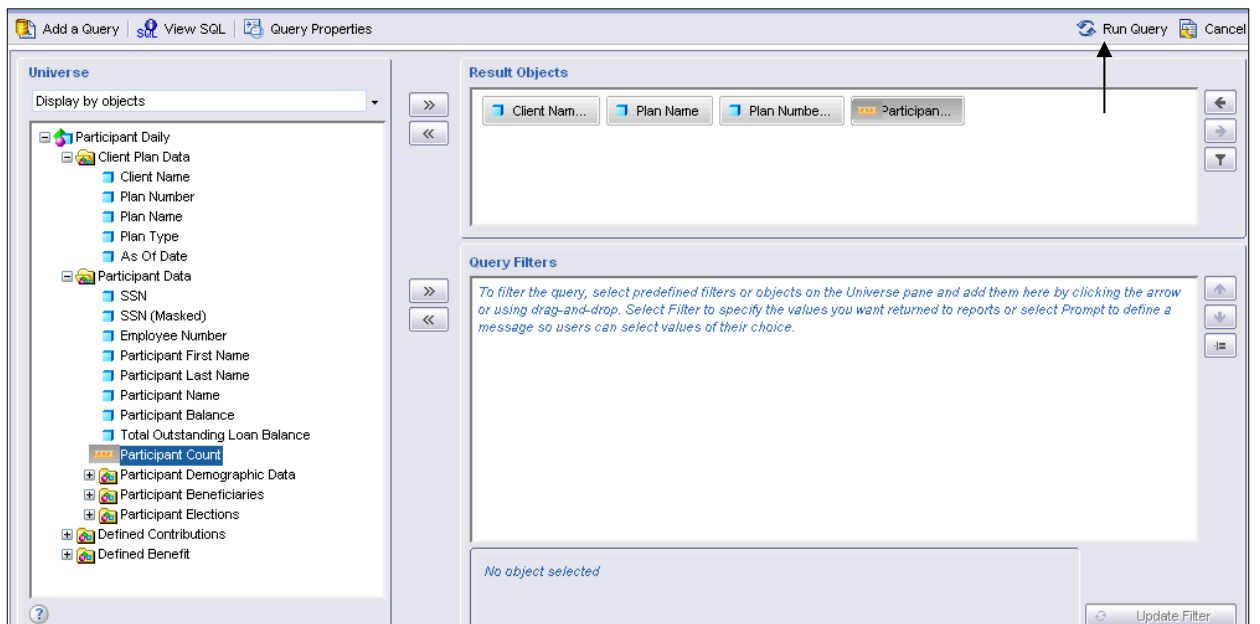 Add a Query View SQL Query Properties Run Query Cancel
Universe
Display by objects
Participant Daily
Client Plan Data
Client Name
Plan Number
Plan Name
Plan Type
As Of Date
Participant Data
SSN
SSN (Masked)
Employee Number
Participant First Name
Participant Last Name
Participant Name
Participant Balance
Total Outstanding Loan Balance
Participant Count
Participant Demographic Data
Participant Beneficiaries
Participant Elections
Defined Contributions
Defined Benefit
Result Objects
Client Nam... Plan Name Plan Numbe... Participan...
Query Filters
To filter the query, select predefined filters or objects on the Universe pane and add them here by clicking the arrow
or using drag-and-drop. Select Filter to specify the values you want returned to reports or select Prompt to define a
message so users can select values of their choice.
No object selected
Update Filter